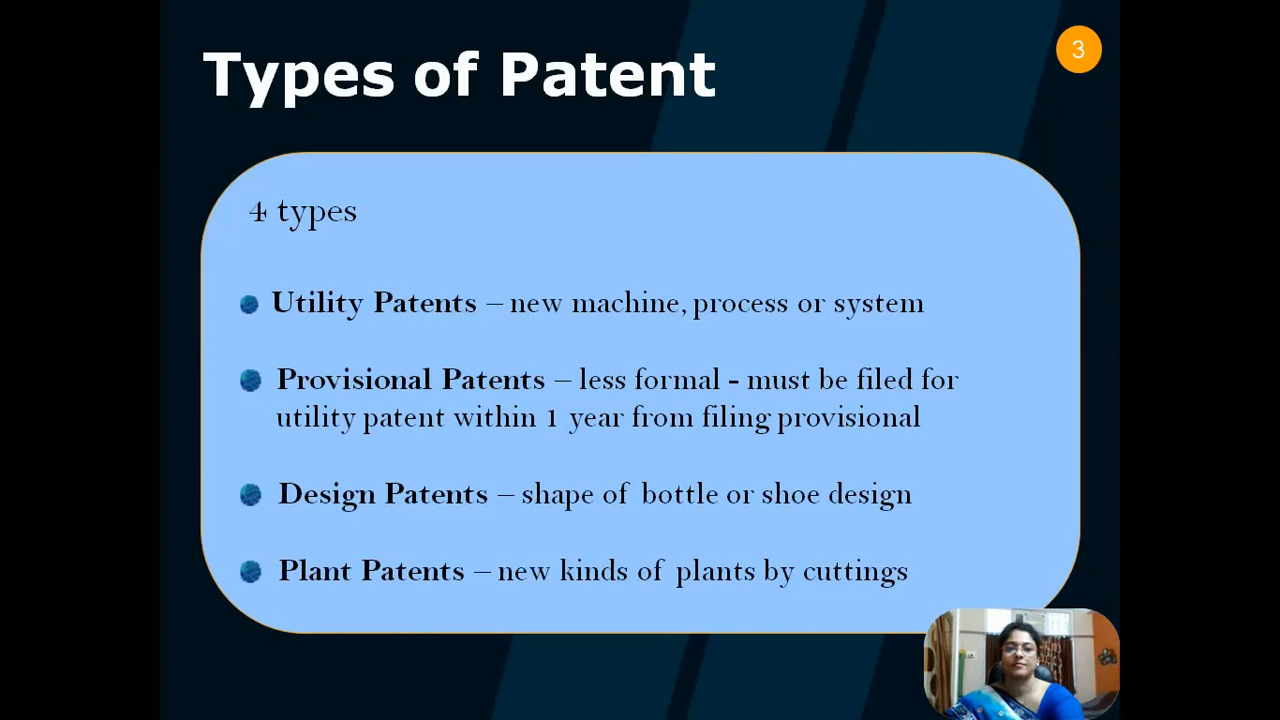 Types of Patent
3
4 types
Utility Patents – new machine, process or system
Provisional Patents – less formal - must be filed for
utility patent within 1 year from filing provisional
Design Patents – shape of bottle or shoe design
Plant Patents – new kinds of plants by cuttings